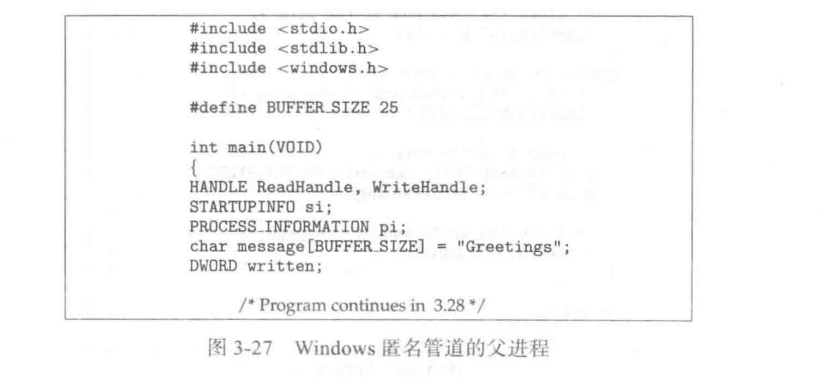 #include <stdio.h>
#include <stdlib.h>
#include <windows.h>
#define BUFFER_SIZE 25
int main(VOID)
{
HANDLE ReadHandle, WriteHandle;
STARTUPINFO si;
PROCESS_INFORMATION pi;
char message[BUFFER_SIZE] = "Greetings";
DWORD written;
/* Program continues in 3.28 */
图 3-27 Windows 匿名管道的父进程